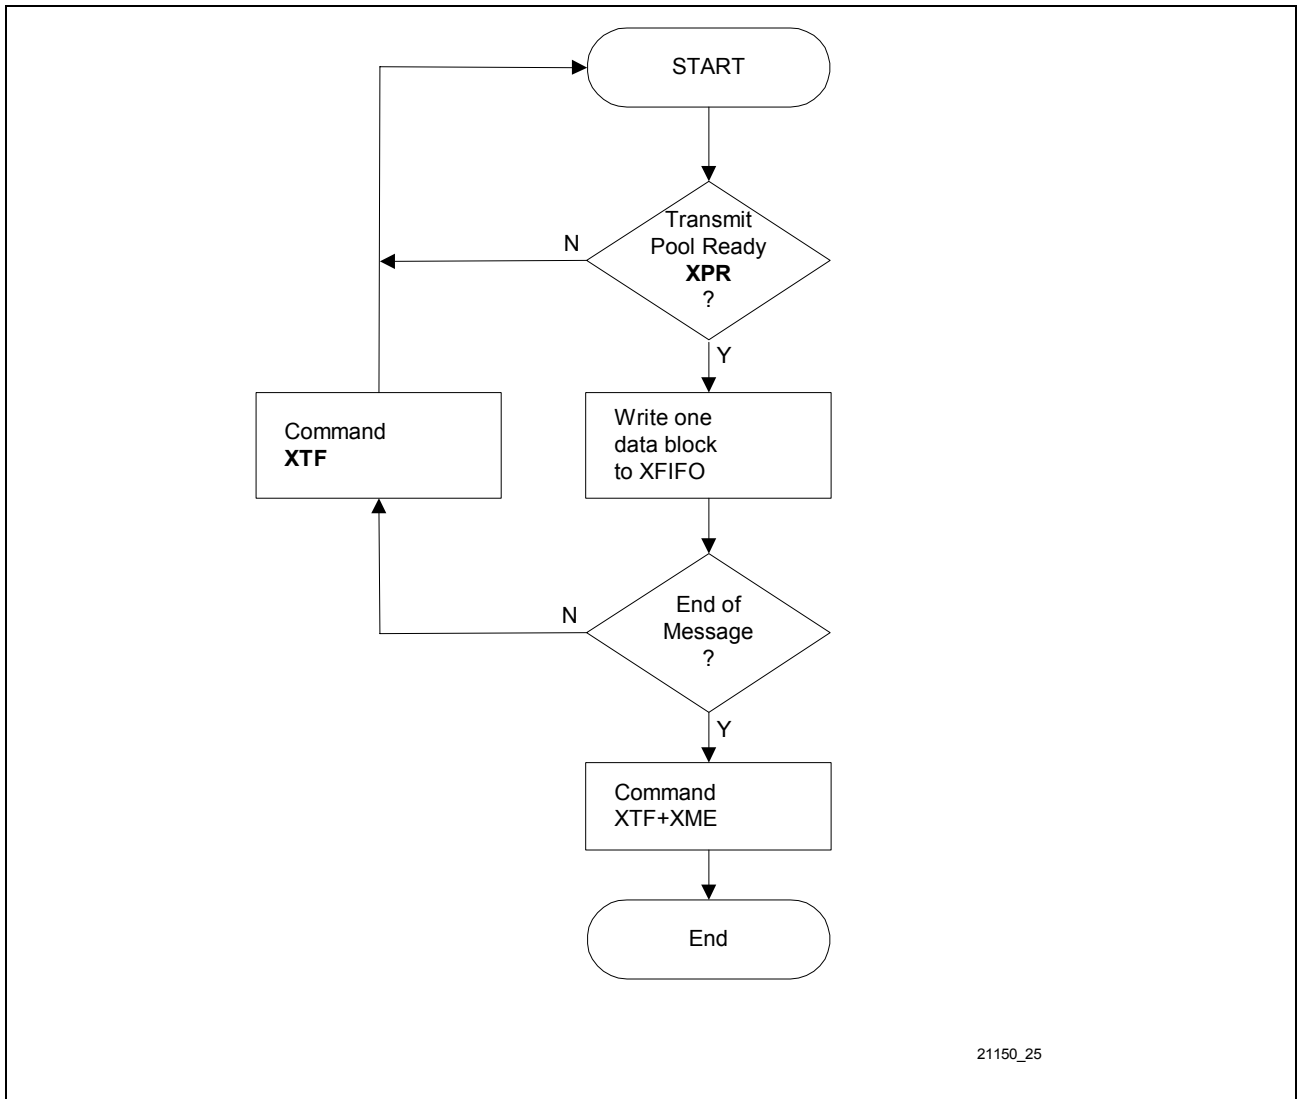 START
Transmit
Pool Ready
XPR
?
N
Y
Command
XTF
Write one
data block
to XFIFO
End of
Message
?
N
Y
Command
XTF+XME
End
21150_25